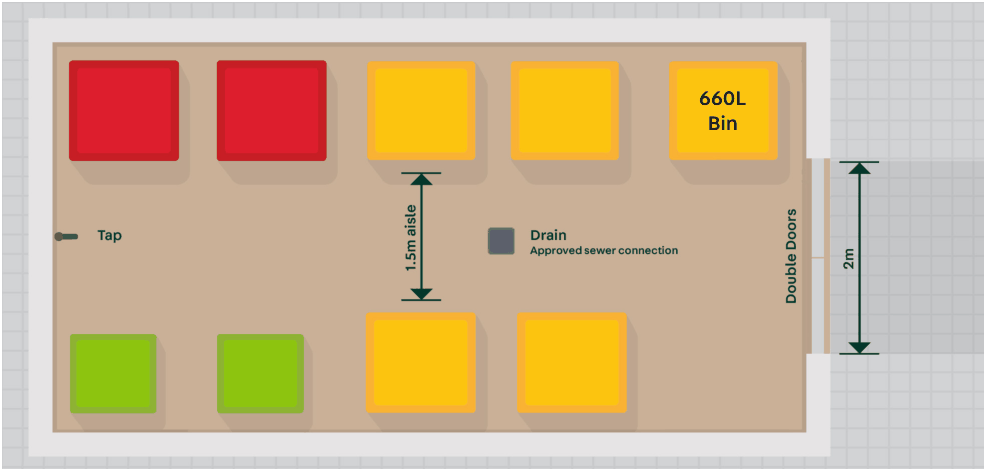 660L
Bin
1.5m aisle
Tap
Drain
Approved sewer connection
Double Doors
2m